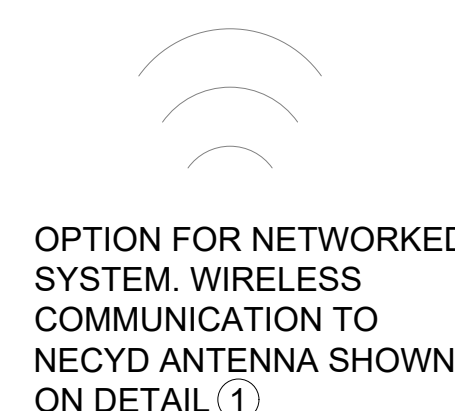 OPTION FOR NETWORKED
SYSTEM. WIRELESS
COMMUNICATION TO
NECYD ANTENNA SHOWN
ON DETAIL 1